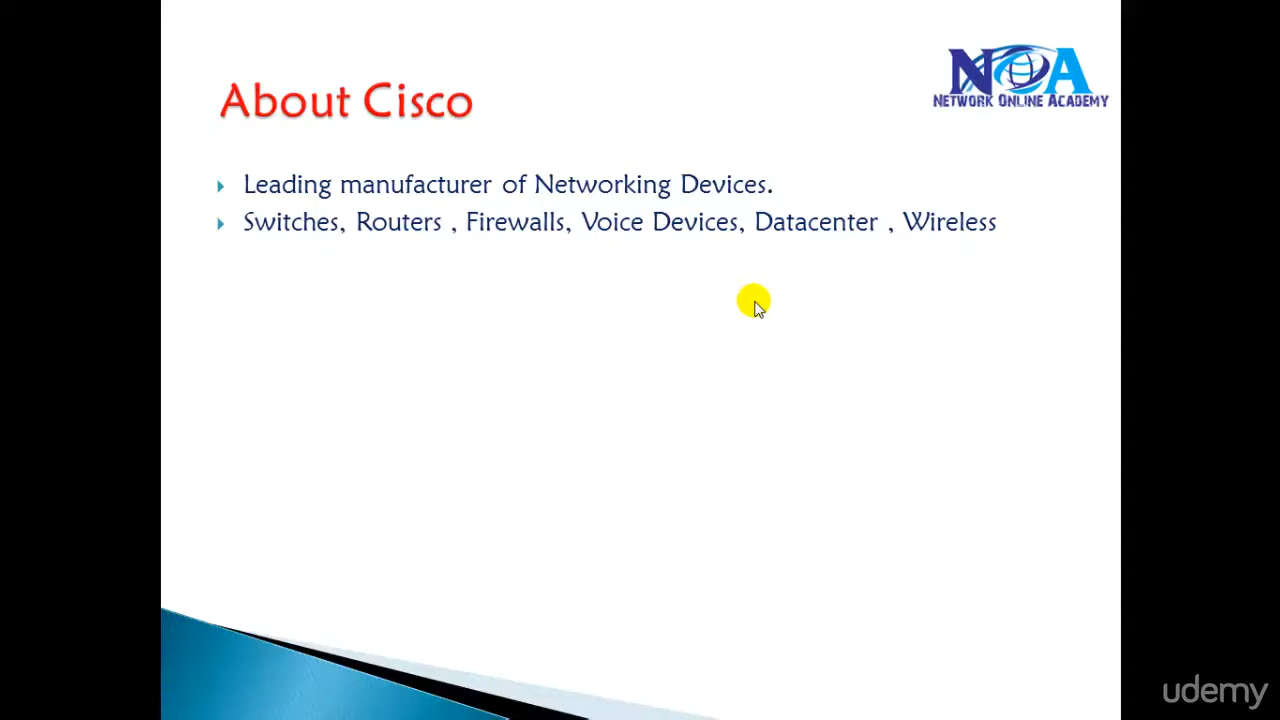 NOA
NETWORK ONLINE ACADEMY
About Cisco
Leading manufacturer of Networking Devices.
Switches, Routers , Firewalls, Voice Devices, Datacenter , Wireless
udemy